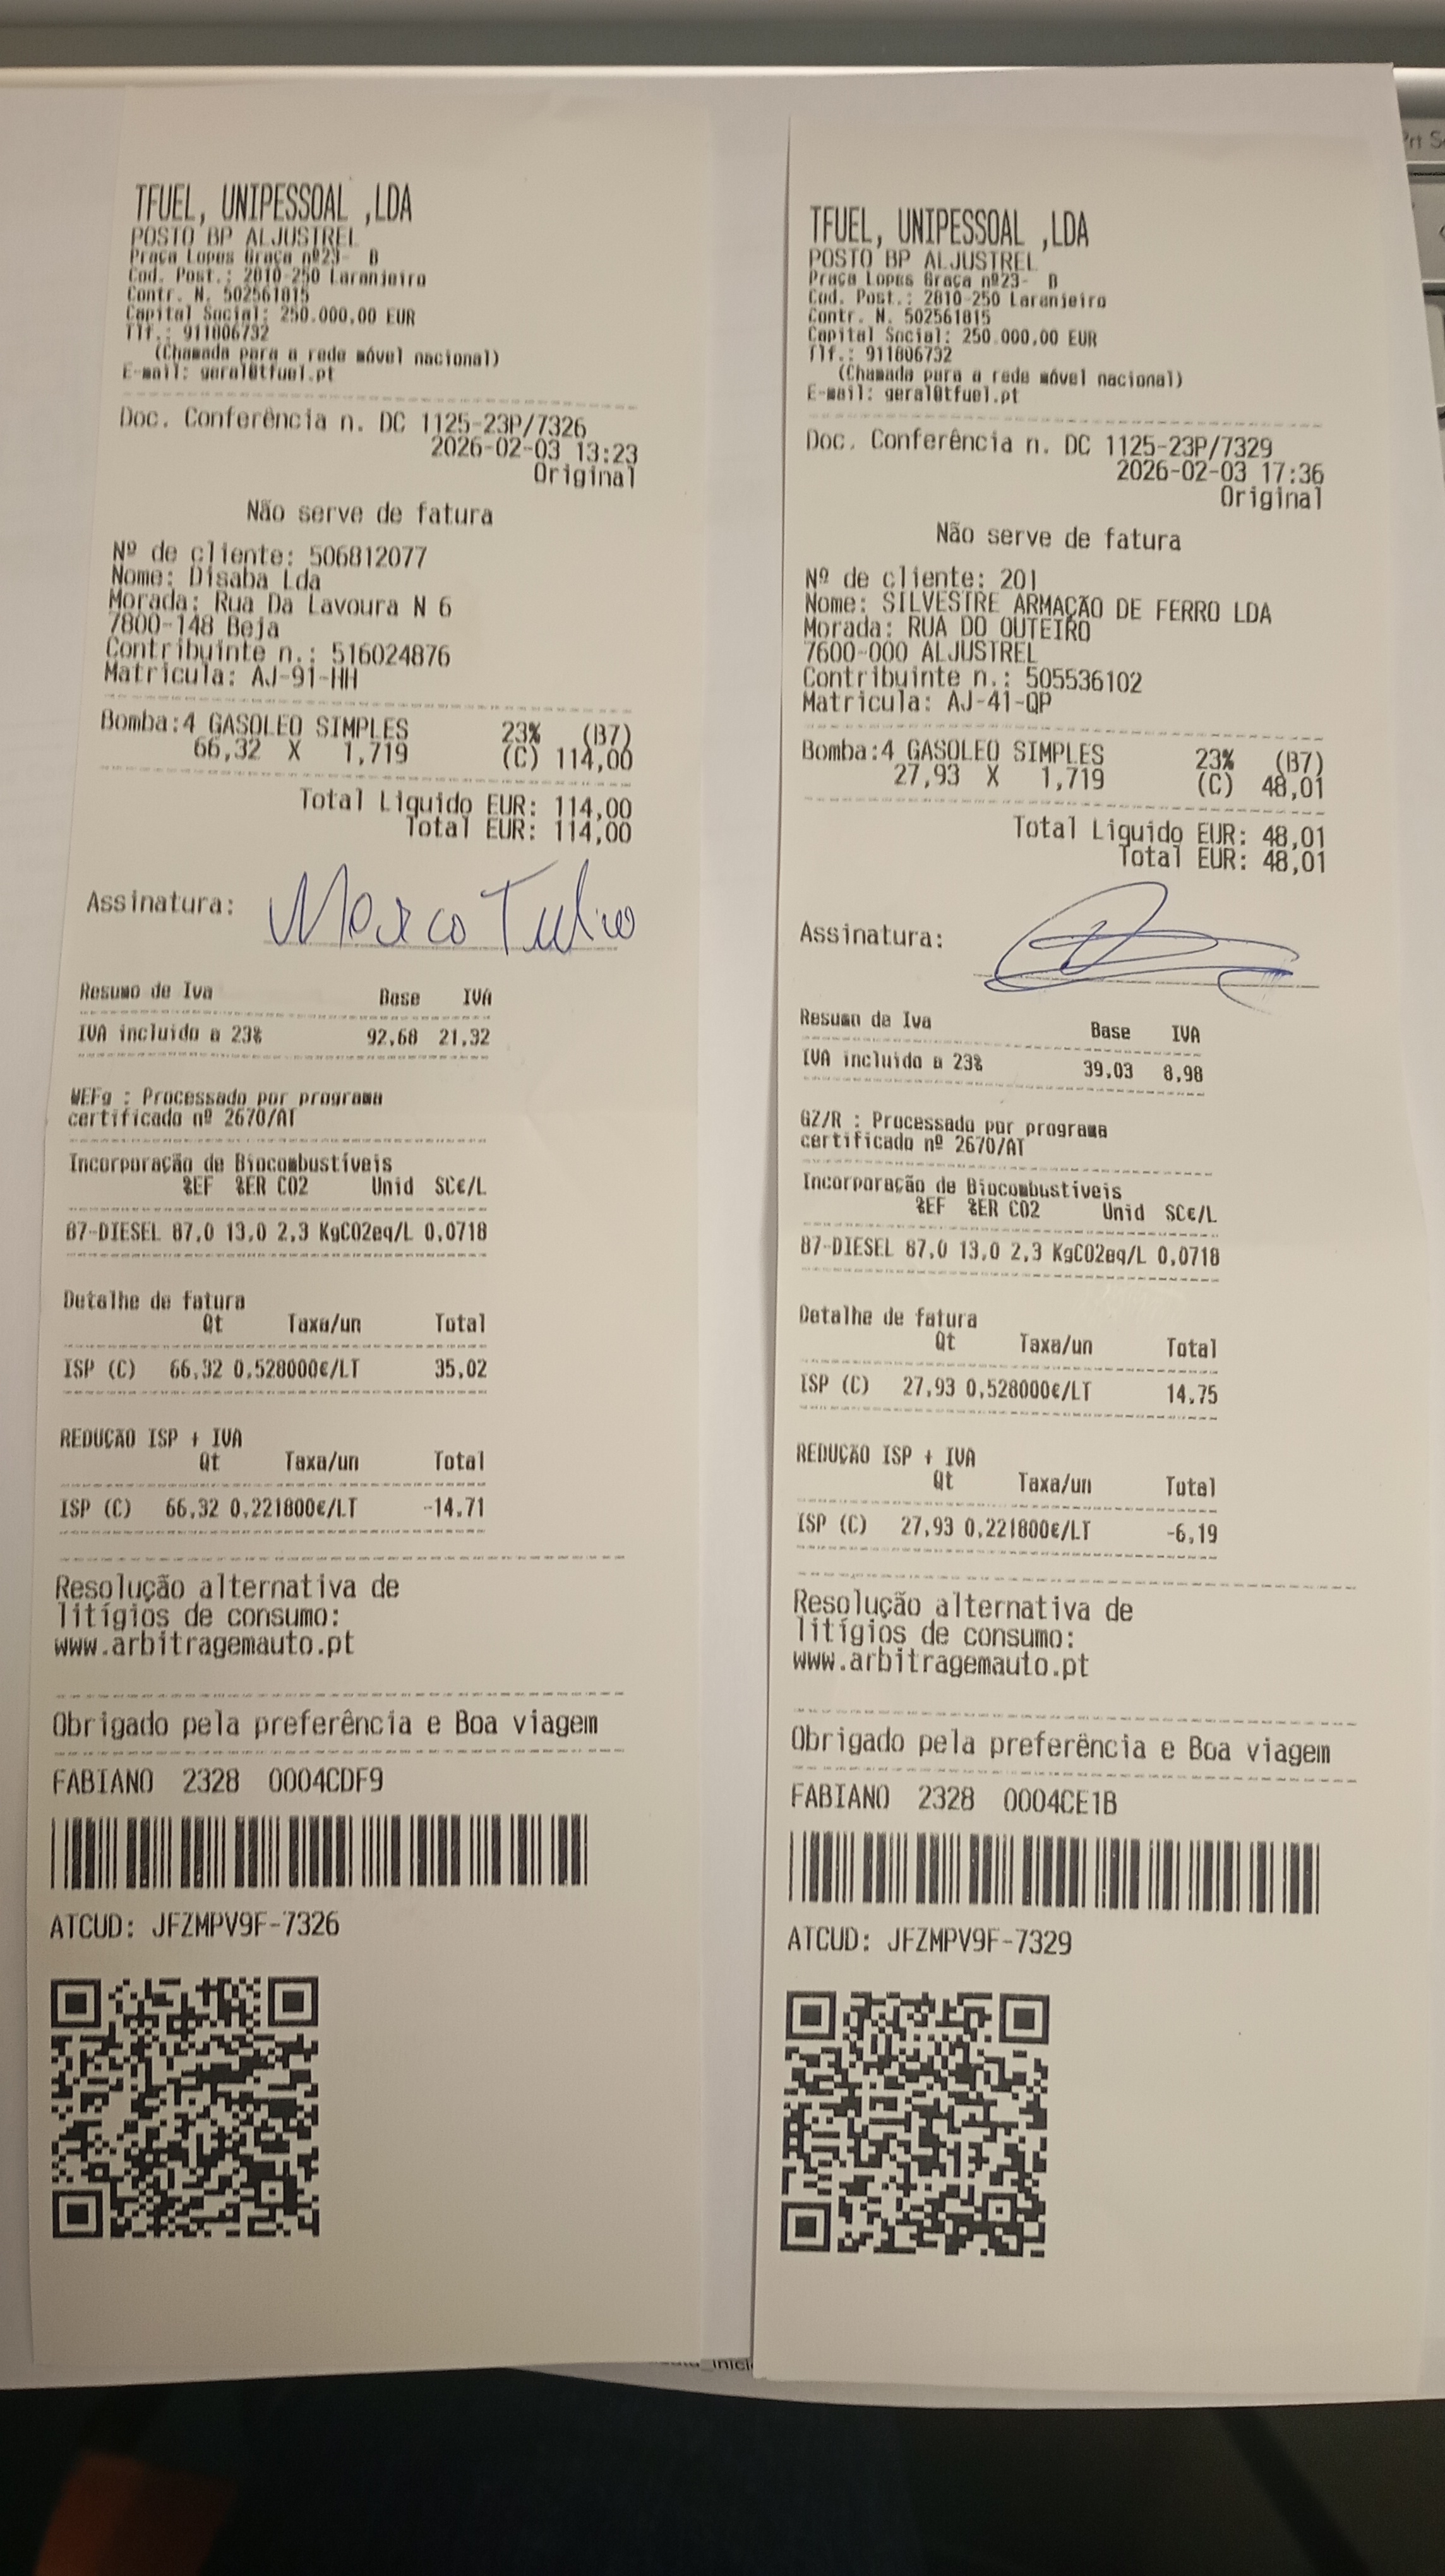 TFUEL, UNIPESSOAL ,LDA
POSTO BP ALJUSTREL
Praça Lopes Graça nº23-  B
Cod. Post.: 2810-250 Laranjeiro
Contr. N. 502561815
Capital Social: 250.000,00 EUR
Tlf.: 911806732
(Chamada para a rede móvel nacional)
E-mail: geral@tfuel.pt
Doc. Conferência n. DC 1125-23P/7326
2026-02-03 13:23
Original
Não serve de fatura
Nº de cliente: 506812077
Nome: Disaba Lda
Morada: Rua Da Lavoura N 6
7800-148 Beja
Contribuinte n.: 516024876
Matricula: AJ-91-HH
Bomba:4 GASOLEO SIMPLES 23% (B7)
66,32 X 1,719 (C) 114,00
Total Liquido EUR: 114,00
Total EUR: 114,00
Assinatura: Marco Tulio
Resumo de Iva Base IVA
IVA incluido a 23% 92,68 21,32
WEFg : Processado por programa
certificado nº 2670/AT
Incorporação de Biocombustíveis
%EF %ER CO2 Unid SC€/L
B7-DIESEL 87,0 13,0 2,3 KgCO2eq/L 0,0718
Detalhe de fatura
Qt Taxa/un Total
ISP (C) 66,32 0,528000€/LT 35,02
REDUÇÃO ISP + IVA
Qt Taxa/un Total
ISP (C) 66,32 0,221800€/LT -14,71
Resolução alternativa de
litígios de consumo:
www.arbitragemauto.pt
Obrigado pela preferência e Boa viagem
FABIANO 2328 0004CDF9
ATCUD: JFZMPV9F-7326
TFUEL, UNIPESSOAL ,LDA
POSTO BP ALJUSTREL
Praça Lopes Graça nº23-  B
Cod. Post.: 2810-250 Laranjeiro
Contr. N. 502561815
Capital Social: 250.000,00 EUR
Tlf.: 911806732
(Chamada para a rede móvel nacional)
E-mail: geral@tfuel.pt
Doc. Conferência n. DC 1125-23P/7329
2026-02-03 17:36
Original
Não serve de fatura
Nº de cliente: 201
Nome: SILVESTRE ARMAÇÃO DE FERRO LDA
Morada: RUA DO OUTEIRO
7600-000 ALJUSTREL
Contribuinte n.: 505536102
Matricula: AJ-41-QP
Bomba:4 GASOLEO SIMPLES 23% (B7)
27,93 X 1,719 (C) 48,01
Total Liquido EUR: 48,01
Total EUR: 48,01
Assinatura:
Resumo de Iva Base IVA
IVA incluido a 23% 39,03 8,98
GZ/R : Processado por programa
certificado nº 2670/AT
Incorporação de Biocombustíveis
%EF %ER CO2 Unid SC€/L
B7-DIESEL 87,0 13,0 2,3 KgCO2eq/L 0,0718
Detalhe de fatura
Qt Taxa/un Total
ISP (C) 27,93 0,528000€/LT 14,75
REDUÇÃO ISP + IVA
Qt Taxa/un Total
ISP (C) 27,93 0,221800€/LT -6,19
Resolução alternativa de
litígios de consumo:
www.arbitragemauto.pt
Obrigado pela preferência e Boa viagem
FABIANO 2328 0004CE1B
ATCUD: JFZMPV9F-7329